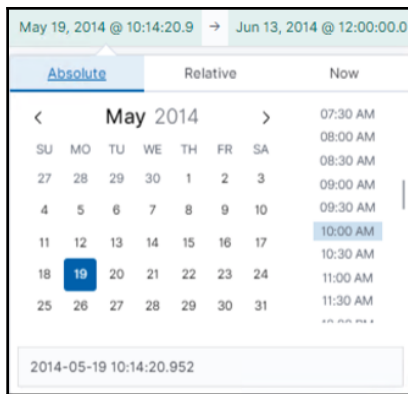 May 19, 2014 @ 10:14:20.9 → Jun 13, 2014 @ 12:00:00.0
Absolute Relative Now
May 2014
SU MO TU WE TH FR SA
27 28 29 30 1 2 3
4 5 6 7 8 9 10
11 12 13 14 15 16 17
18 19 20 21 22 23 24
25 26 27 28 29 30 31
07:30 AM
08:00 AM
08:30 AM
09:00 AM
09:30 AM
10:00 AM
10:30 AM
11:00 AM
11:30 AM
2014-05-19 10:14:20.952